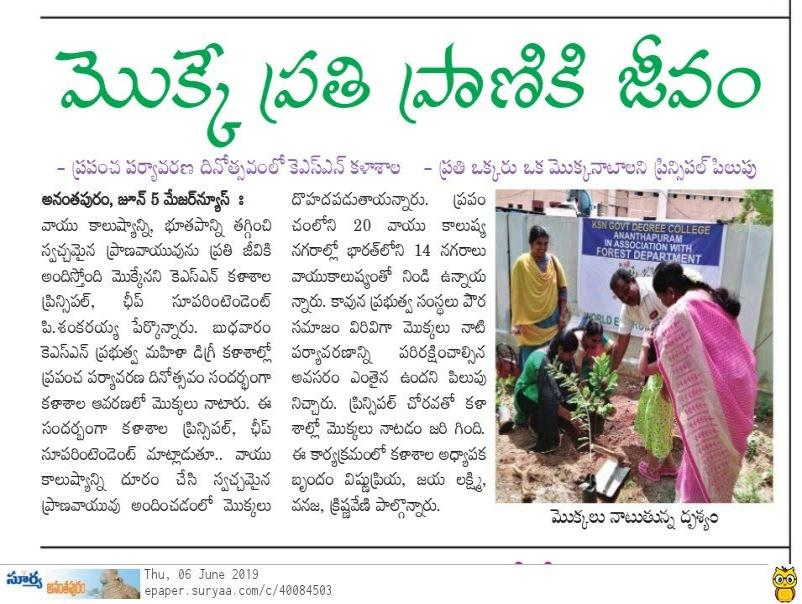 మొక్కే ప్రతి ప్రాణికి జీవం
- ప్రపంచ పర్యావరణ దినోత్సవంలో కెఎస్ఎన్ కళాశాల - ప్రతి ఒక్కరు ఒక మొక్కనాటాలని ప్రిన్సిపల్ పిలుపు
అనంతపురం, జూన్ 5 మేజర్‌న్యూస్ :
వాయు కాలుష్యాన్ని, భూతపాన్ని తగ్గించి
స్వచ్ఛమైన ప్రాణవాయువును ప్రతి జీవికి
అందిస్తోంది మొక్కేనని కెఎస్ఎన్ కళాశాల
ప్రిన్సిపల్, ఛీప్ సూపరింటెండెంట్
పి.శంకరయ్య పేర్కొన్నారు. బుధవారం
కెఎస్ఎన్ ప్రభుత్వ మహిళా డిగ్రీ కళాశాల్లో
ప్రపంచ పర్యావరణ దినోత్సవం సందర్భంగా
కళాశాల ఆవరణలో మొక్కలు నాటారు. ఈ
సందర్బంగా కళాశాల ప్రిన్సిపల్, ఛీప్
సూపరింటెండెంట్ మాట్లాడుతూ.. వాయు
కాలుష్యాన్ని దూరం చేసి స్వచ్ఛమైన
ప్రాణవాయువు అందించడంలో మొక్కలు
దొహదపడుతాయన్నారు. ప్రపం
చంలోని 20 వాయు కాలుష్య
నగరాల్లో భారత్‌లోని 14 నగరాలు
వాయుకాలుష్యంతో నిండి ఉన్నాయ
న్నారు. కావున ప్రభుత్వ సంస్థలు పౌర
సమాజం విరివిగా మొక్కలు నాటి
పర్యావరణాన్ని పరిరక్షించాల్సిన
అవసరం ఎంతైన ఉందని పిలుపు
నిచ్చారు. ప్రిన్సిపల్ చోరవతో కళా
శాల్లో మొక్కలు నాటడం జరి గింది.
ఈ కార్యక్రమంలో కళాశాల అధ్యాపక
బృందం విష్ణుప్రియ, జయ లక్ష్మి,
వనజ, క్రిష్ణవేణి పాల్గొన్నారు.
KSN GOVT DEGREE COLLEGE
ANANTHAPURAM
IN ASSOCIATION WITH
FOREST DEPARTMENT
WORLD
మొక్కలు నాటుతున్న దృశ్యం
సూర్య అనంతపురం
Thu, 06 June 2019
epaper.suryaa.com/c/40084503